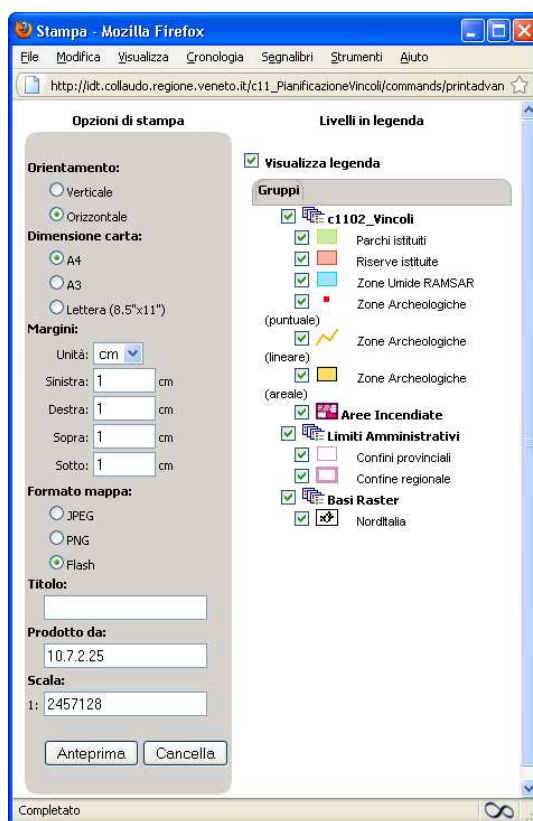 Stampa - Mozilla Firefox
File Modifica Visualizza Cronologia Segnalibri Strumenti Aiuto
http://idt.collaudo.regione.veneto.it/c11_PianificazioneVincoli/commands/printadvan
Opzioni di stampa
Orientamento:
Verticale
Orizzontale
Dimensione carta:
A4
A3
Lettera (8.5"x11")
Margini:
Unità: cm
Sinistra: 1 cm
Destra: 1 cm
Sopra: 1 cm
Sotto: 1 cm
Formato mappa:
JPEG
PNG
Flash
Titolo:
Prodotto da:
10.7.2.25
Scala:
1: 2457128
Anteprima Cancella
Livelli in legenda
Visualizza legenda
Gruppi
c1102_Vincoli
Parchi istituiti
Riserve istituite
Zone Umide RAMSAR
Zone Archeologiche
(puntuale)
Zone Archeologiche
(lineare)
Zone Archeologiche
(areale)
Aree Incendiate
Limiti Amministrativi
Confini provinciali
Confine regionale
Basi Raster
NordItalia
Completato